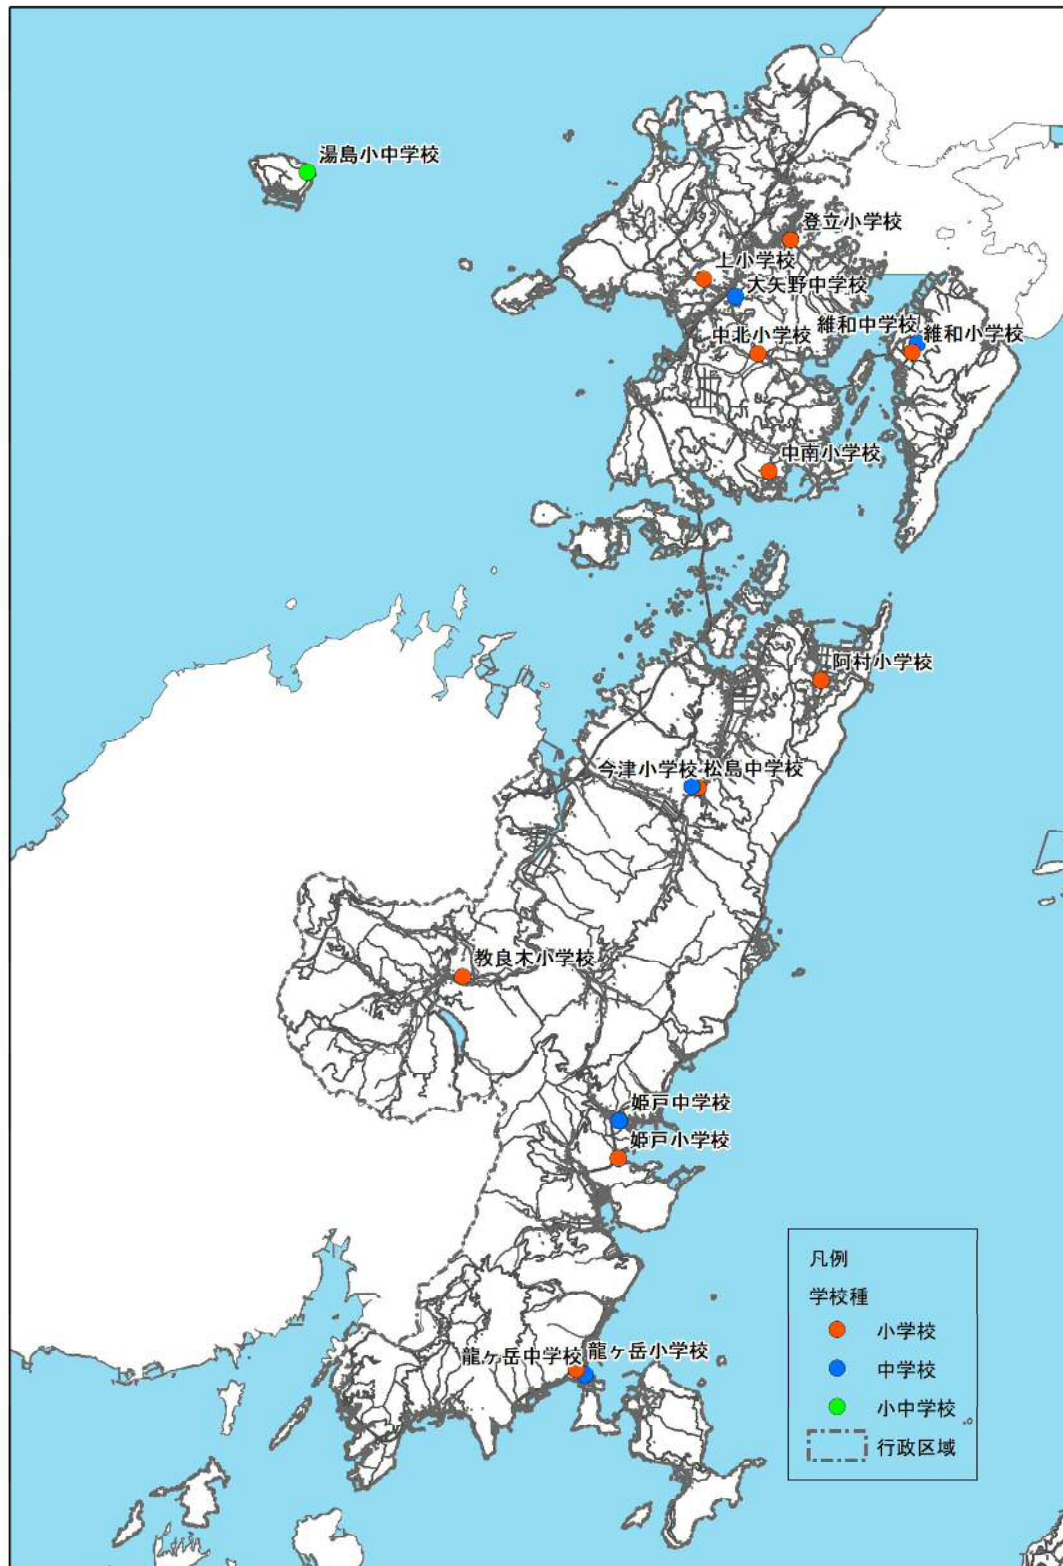 湯島小中学校
登立小学校
上小学校
大矢野中学校
維和中学校
維和小学校
中北小学校
中南小学校
阿村小学校
今津小学校
松島中学校
教良木小学校
姫戸中学校
姫戸小学校
龍ヶ岳中学校
龍ヶ岳小学校
凡例
学校種
小学校
中学校
小中学校
行政区域